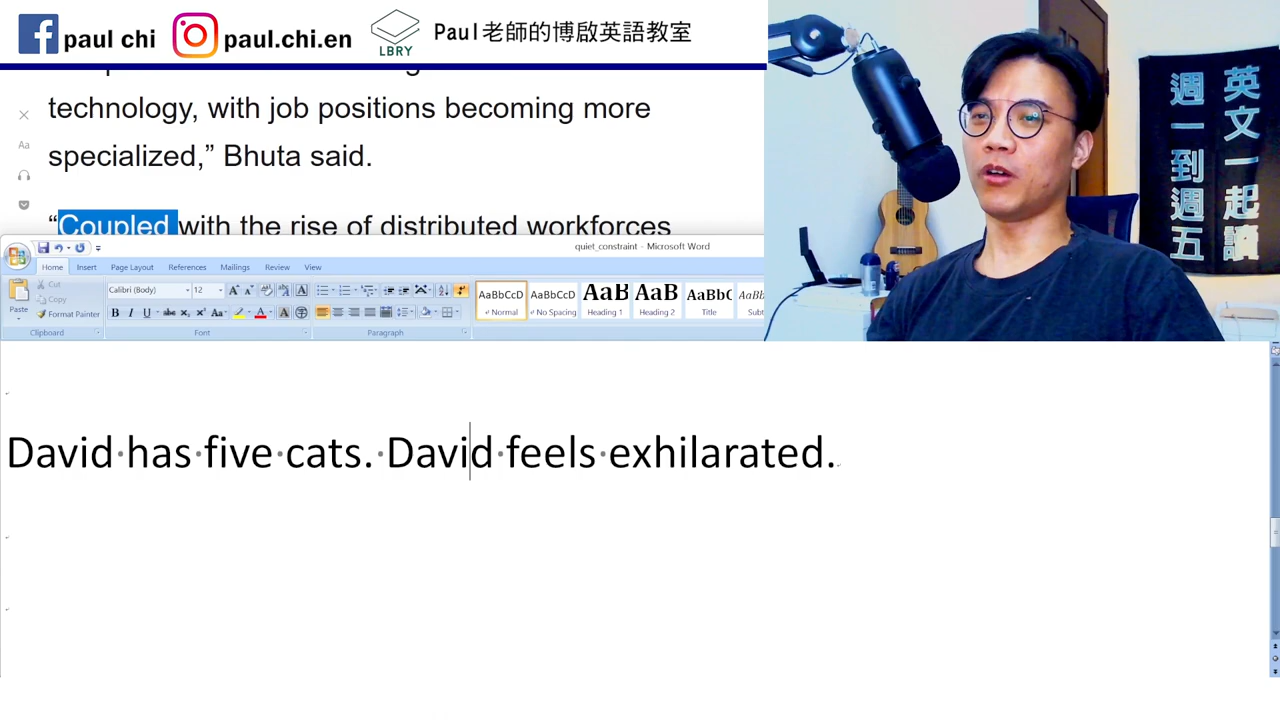 paul chi
paul.chi.en
LBRY
Paul老師的博啟英語教室
technology, with job positions becoming more
specialized,” Bhuta said.
“Coupled with the rise of distributed workforces
quiet_constraint - Microsoft Word
Home Insert Page Layout References Mailings Review View
Paste
Cut
Copy
Format Painter
Clipboard
Calibri (Body) 12
Font
Paragraph
AaBbCcD AaBbCcD AaBb AaBb AaBbC
Normal No Spacing Heading 1 Heading 2 Title Subt
David has five cats. David feels exhilarated.
英文一起讀
週一到週五